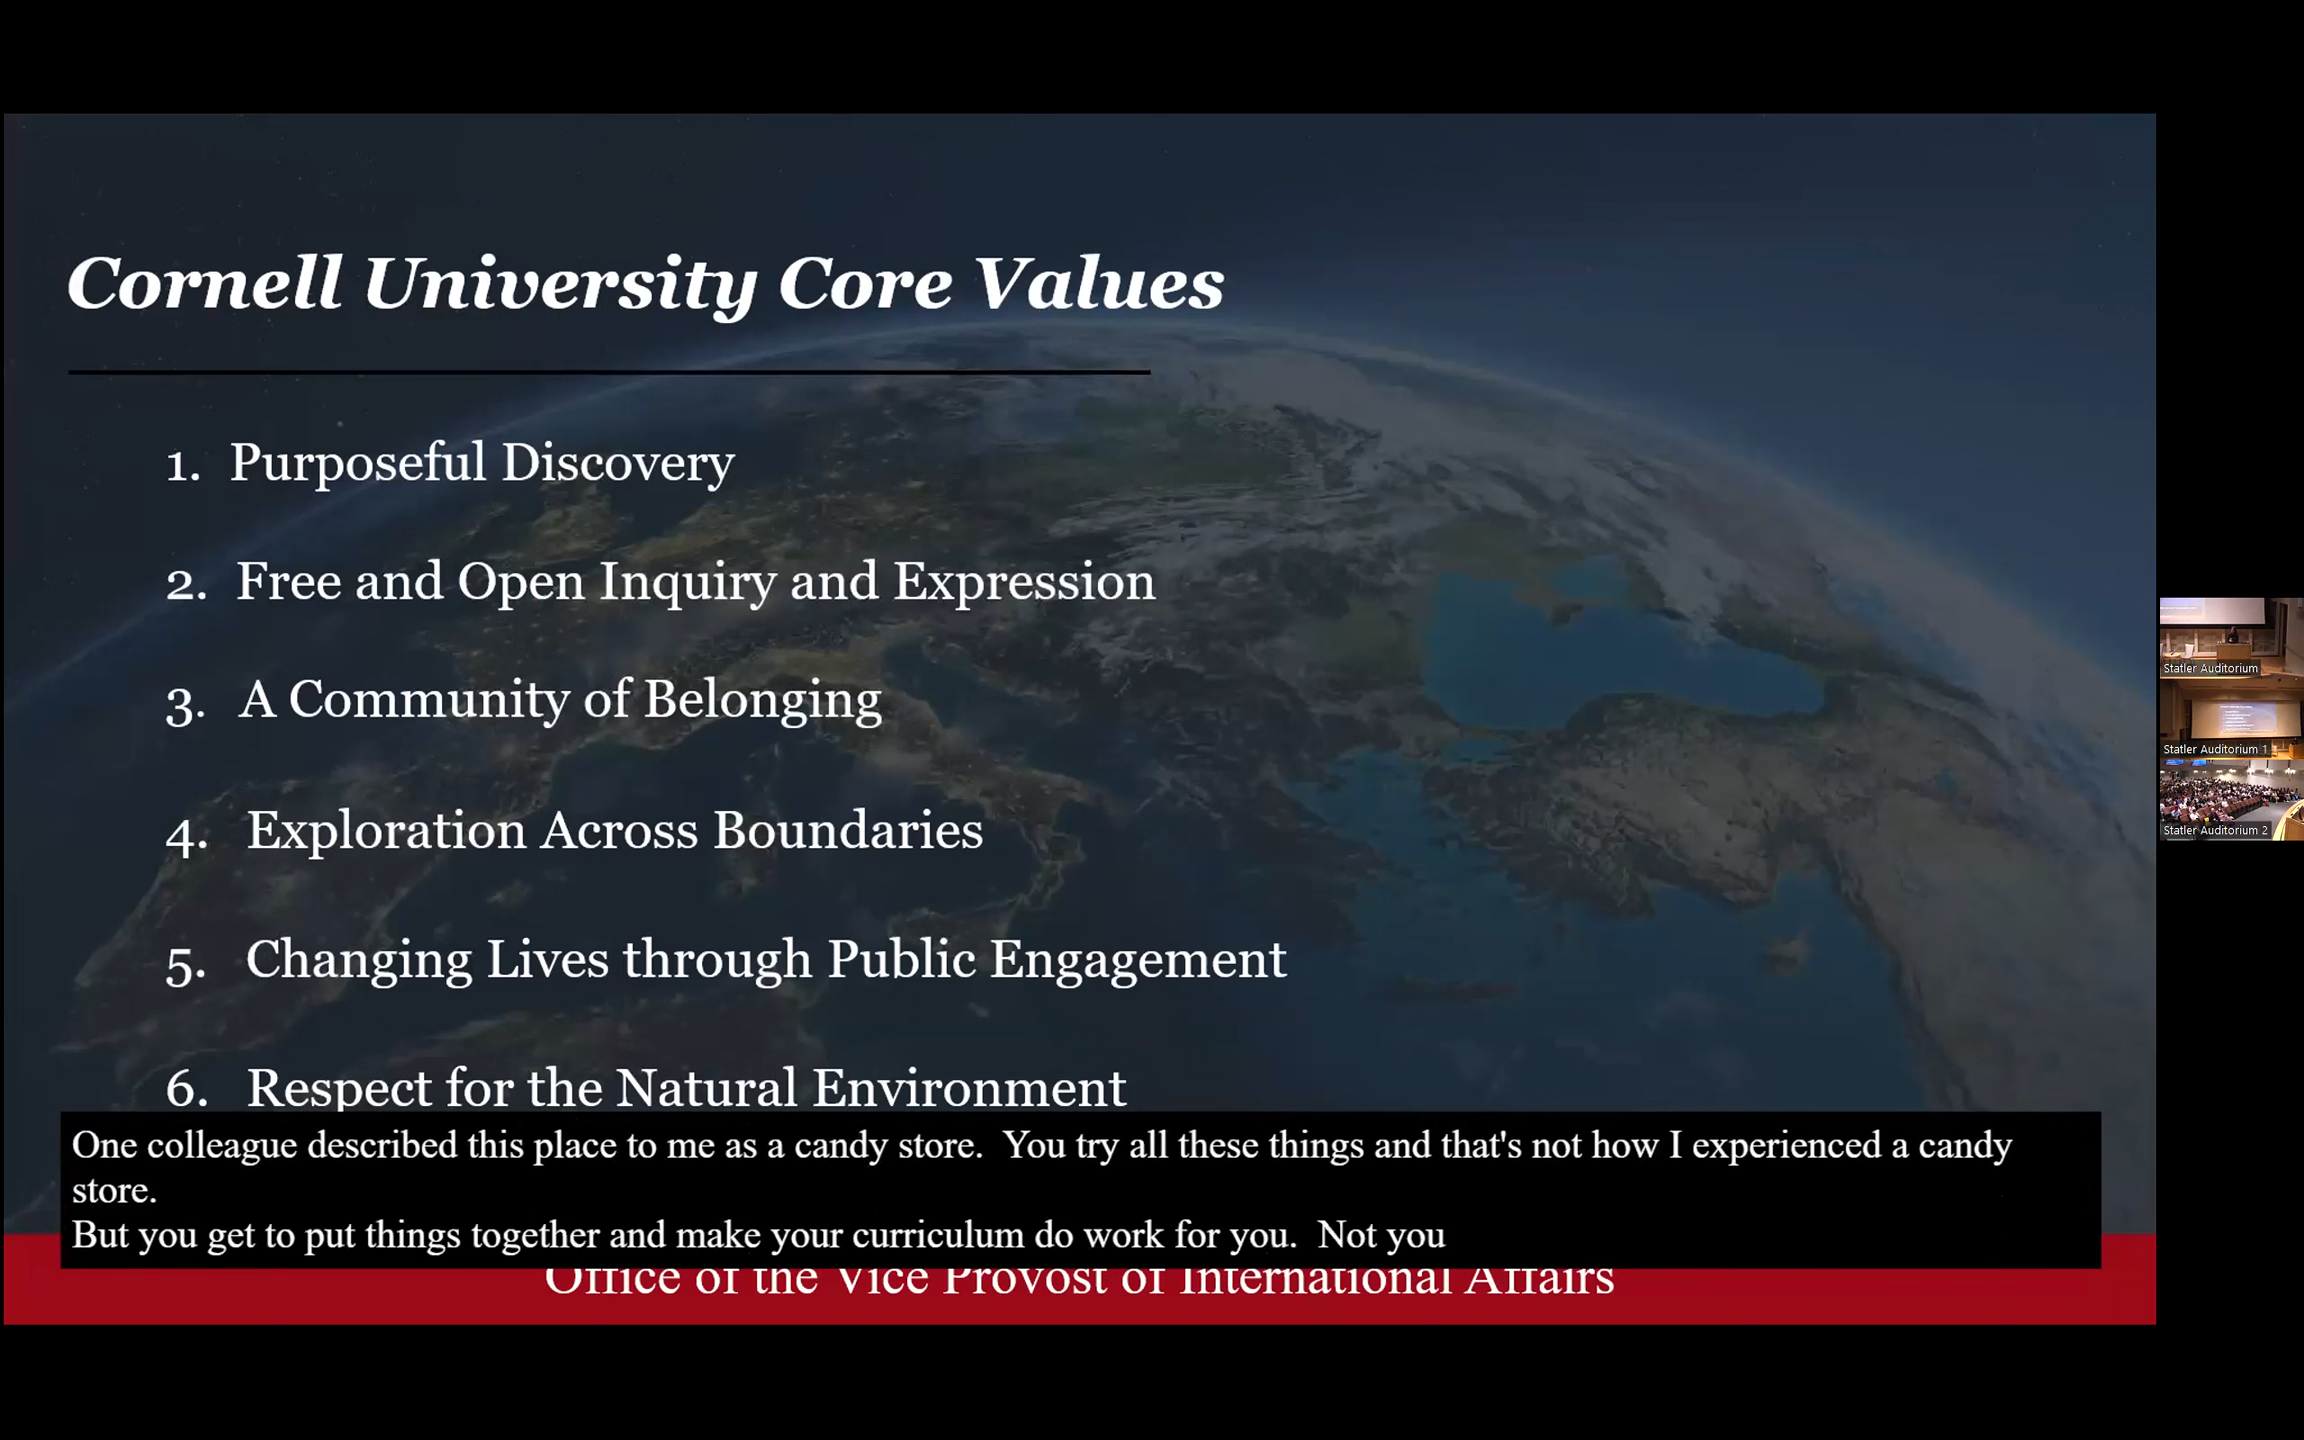 Cornell University Core Values
1. Purposeful Discovery
2. Free and Open Inquiry and Expression
3. A Community of Belonging
4. Exploration Across Boundaries
5. Changing Lives through Public Engagement
6. Respect for the Natural Environment
One colleague described this place to me as a candy store.  You try all these things and that's not how I experienced a candy
store.
But you get to put things together and make your curriculum do work for you.  Not you
Office of the Vice Provost of International Affairs
Statler Auditorium
Statler Auditorium 1
Statler Auditorium 2